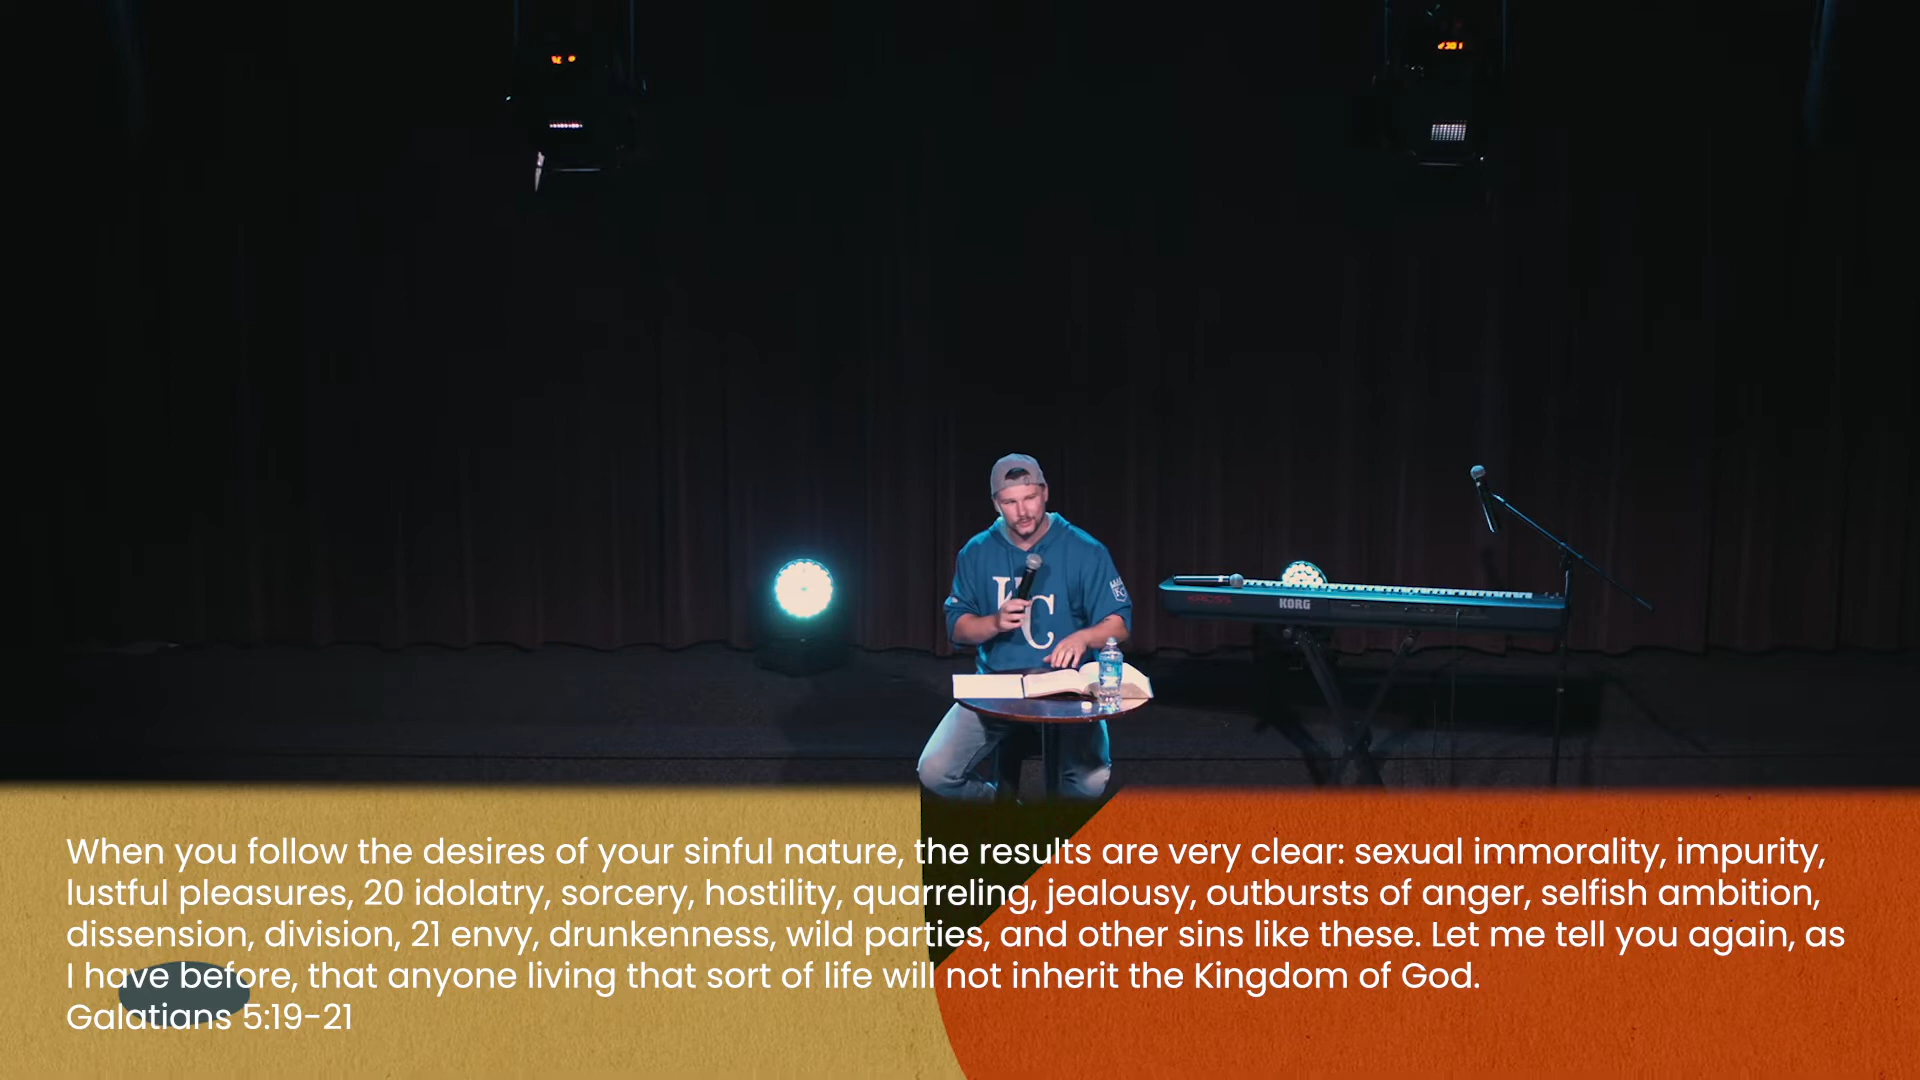 KC
KC
KORG
When you follow the desires of your sinful nature, the results are very clear: sexual immorality, impurity,
lustful pleasures, 20 idolatry, sorcery, hostility, quarreling, jealousy, outbursts of anger, selfish ambition,
dissension, division, 21 envy, drunkenness, wild parties, and other sins like these. Let me tell you again, as
I have before, that anyone living that sort of life will not inherit the Kingdom of God.
Galatians 5:19-21